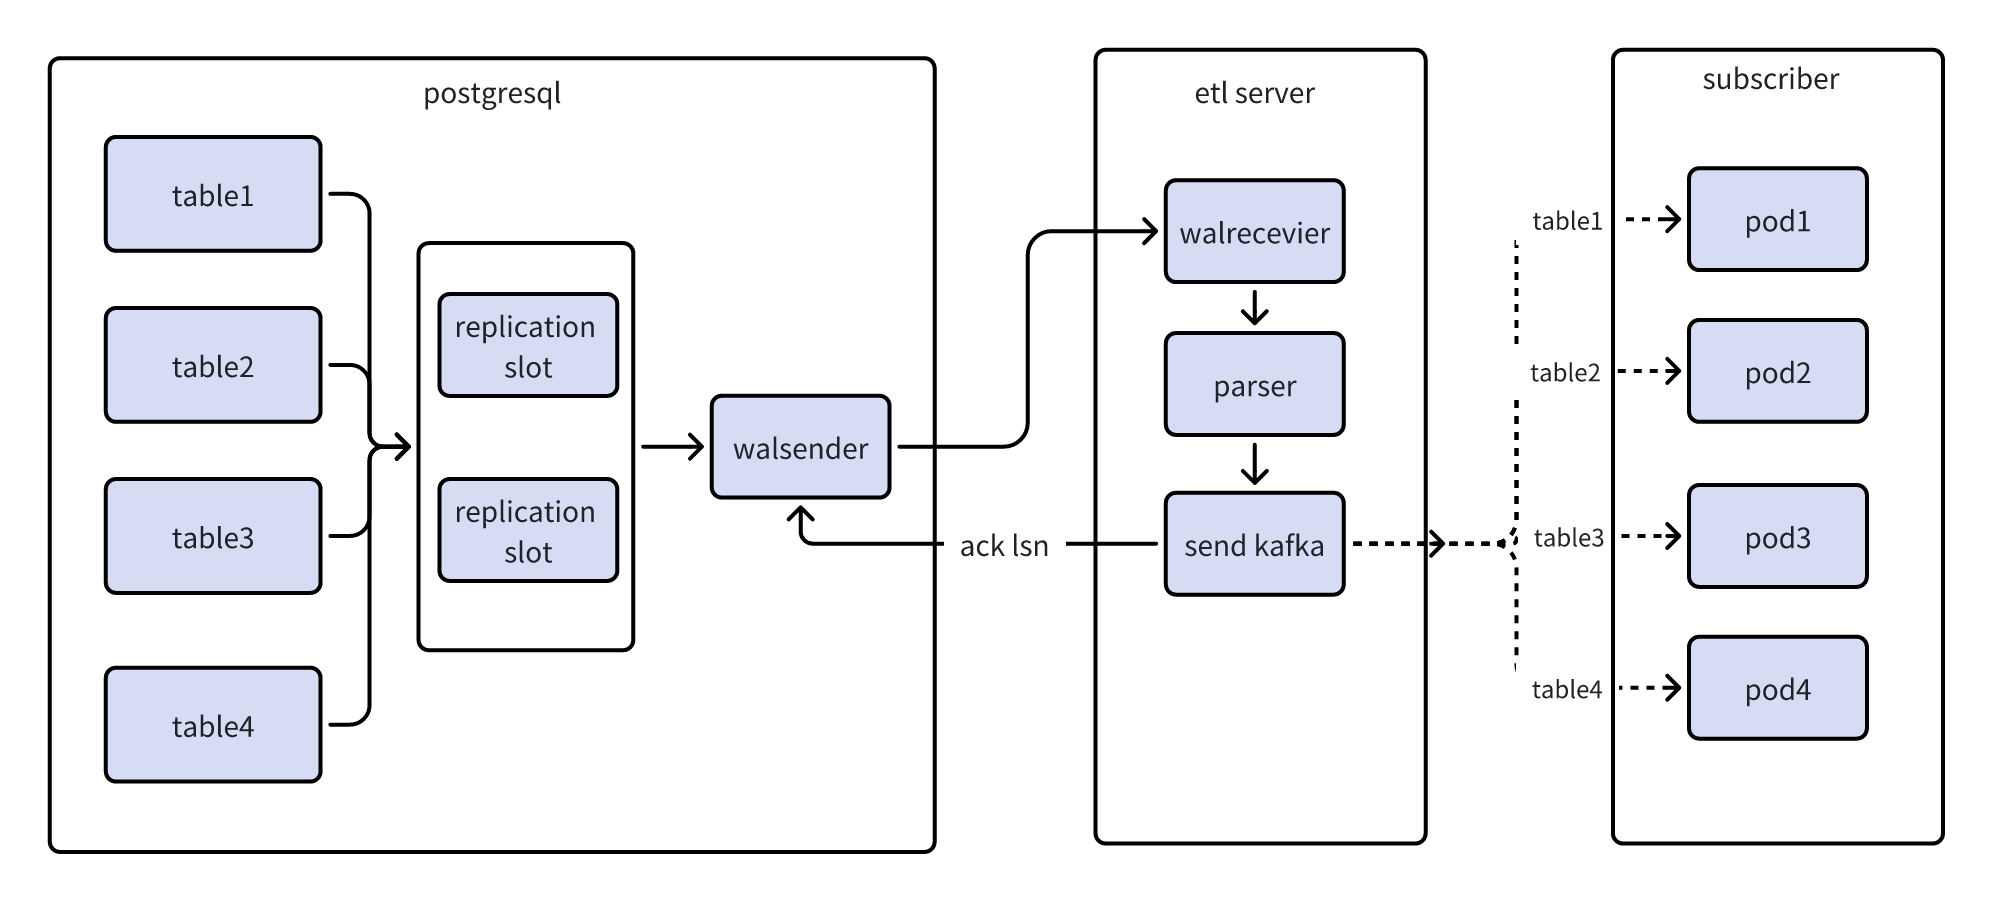 postgresql
table1
table2
table3
table4
replication
slot
replication
slot
walsender
ack lsn
etl server
walrecevier
parser
send kafka
table1
table2
table3
table4
subscriber
pod1
pod2
pod3
pod4